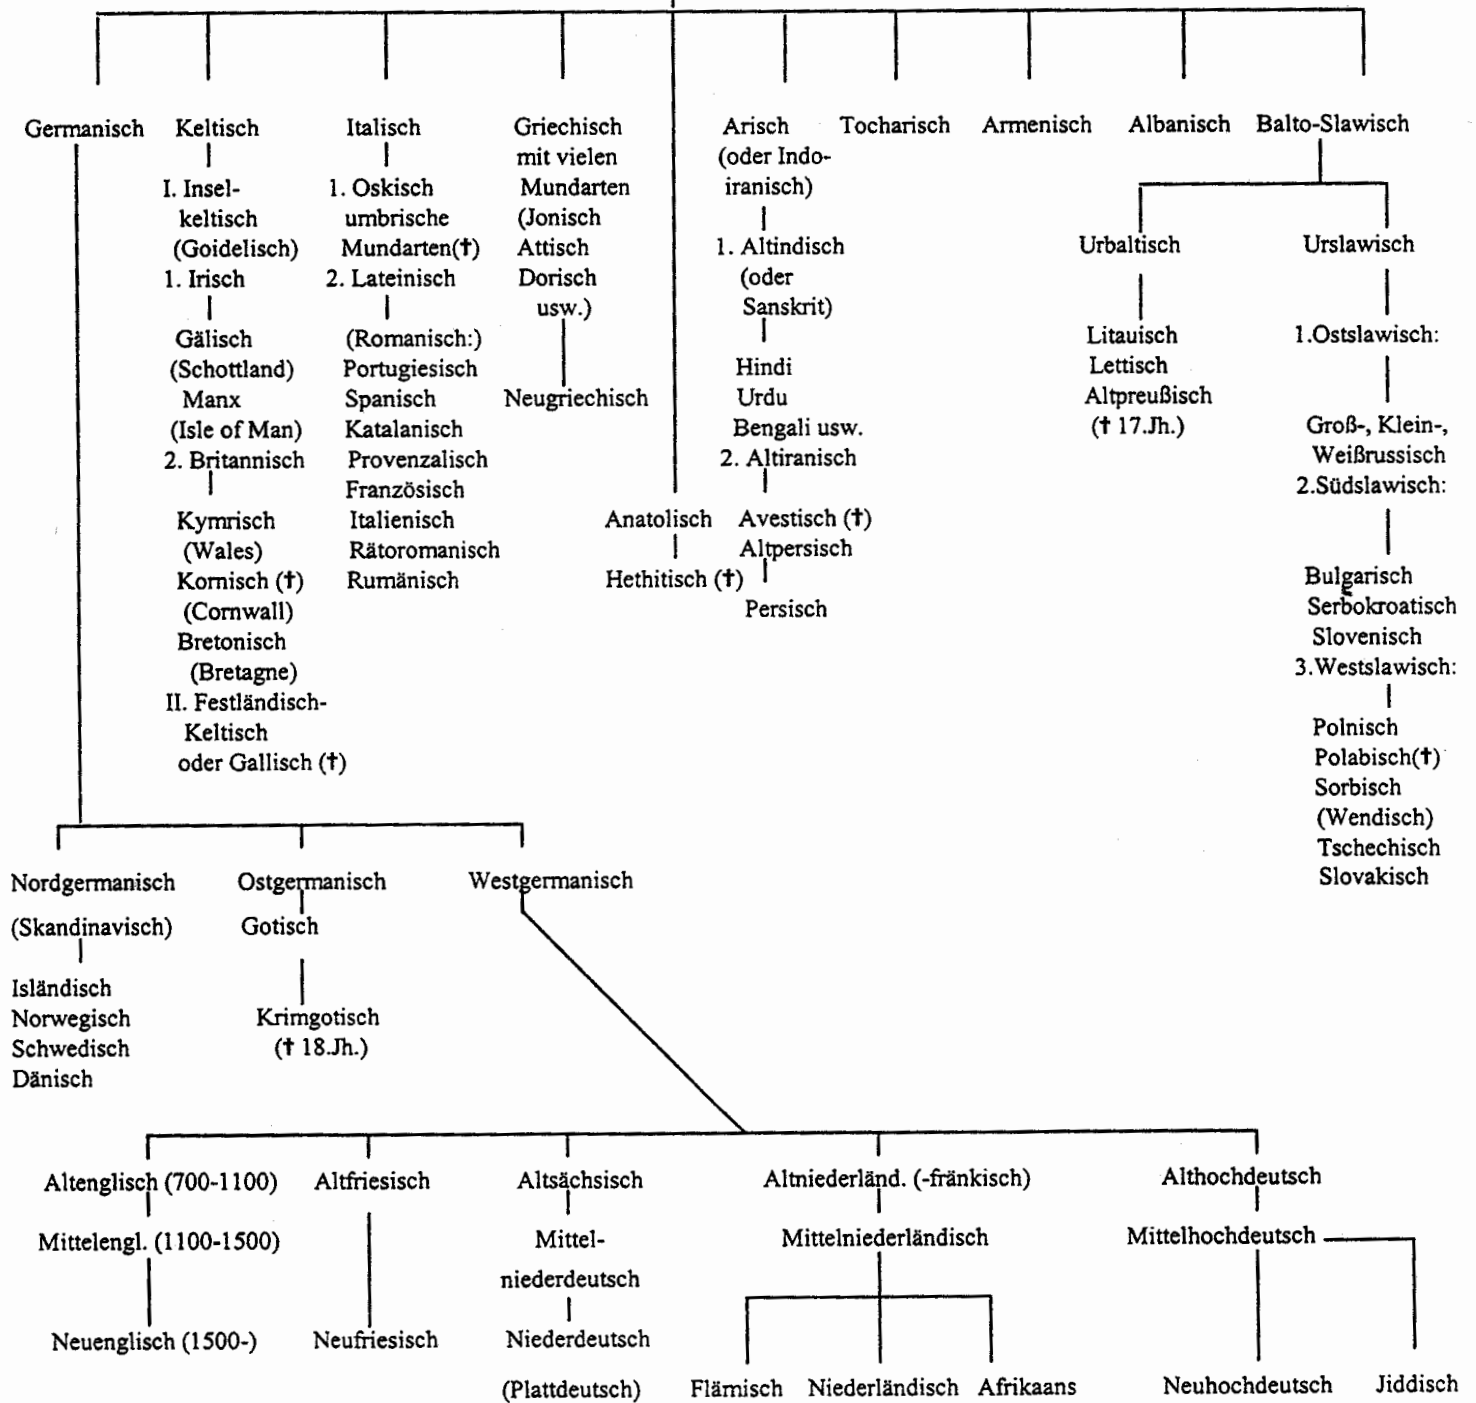 Germanisch
Keltisch
Italisch
Griechisch
Arisch
Tocharisch
Armenisch
Albanisch
Balto-Slawisch
I. Insel-
keltisch
(Goidelisch)
1. Irisch
Gälisch
(Schottland)
Manx
(Isle of Man)
2. Britannisch
Kymrisch
(Wales)
Kornisch (†)
(Cornwall)
Bretonisch
(Bretagne)
II. Festländisch-
Keltisch
oder Gallisch (†)
1. Oskisch
umbrische
Mundarten(†)
2. Lateinisch
(Romanisch:)
Portugiesisch
Spanisch
Katalanisch
Provenzalisch
Französisch
Italienisch
Rätoromanisch
Rumänisch
mit vielen
Mundarten
(Jonisch
Attisch
Dorisch
usw.)
Neugriechisch
Anatolisch
Hethitisch (†)
(oder Indo-
iranisch)
1. Altindisch
(oder
Sanskrit)
Hindi
Urdu
Bengali usw.
2. Altiranisch
Avestisch (†)
Altpersisch
Persisch
Urbaltisch
Litauisch
Lettisch
Altpreußisch
(† 17.Jh.)
Urslawisch
1.Ostslawisch:
Groß-, Klein-,
Weißrussisch
2.Südslawisch:
Bulgarisch
Serbokroatisch
Slovenisch
3.Westslawisch:
Polnisch
Polabisch(†)
Sorbisch
(Wendisch)
Tschechisch
Slovakisch
Nordgermanisch
(Skandinavisch)
Isländisch
Norwegisch
Schwedisch
Dänisch
Ostgermanisch
Gotisch
Krimgotisch
(† 18.Jh.)
Westgermanisch
Altenglisch (700-1100)
Mittelengl. (1100-1500)
Neuenglisch (1500-)
Altfriesisch
Neufriesisch
Altsächsisch
Mittel-
niederdeutsch
Niederdeutsch
(Plattdeutsch)
Altniederländ. (-fränkisch)
Mittelniederländisch
Flämisch
Niederländisch
Afrikaans
Althochdeutsch
Mittelhochdeutsch
Neuhochdeutsch
Jiddisch